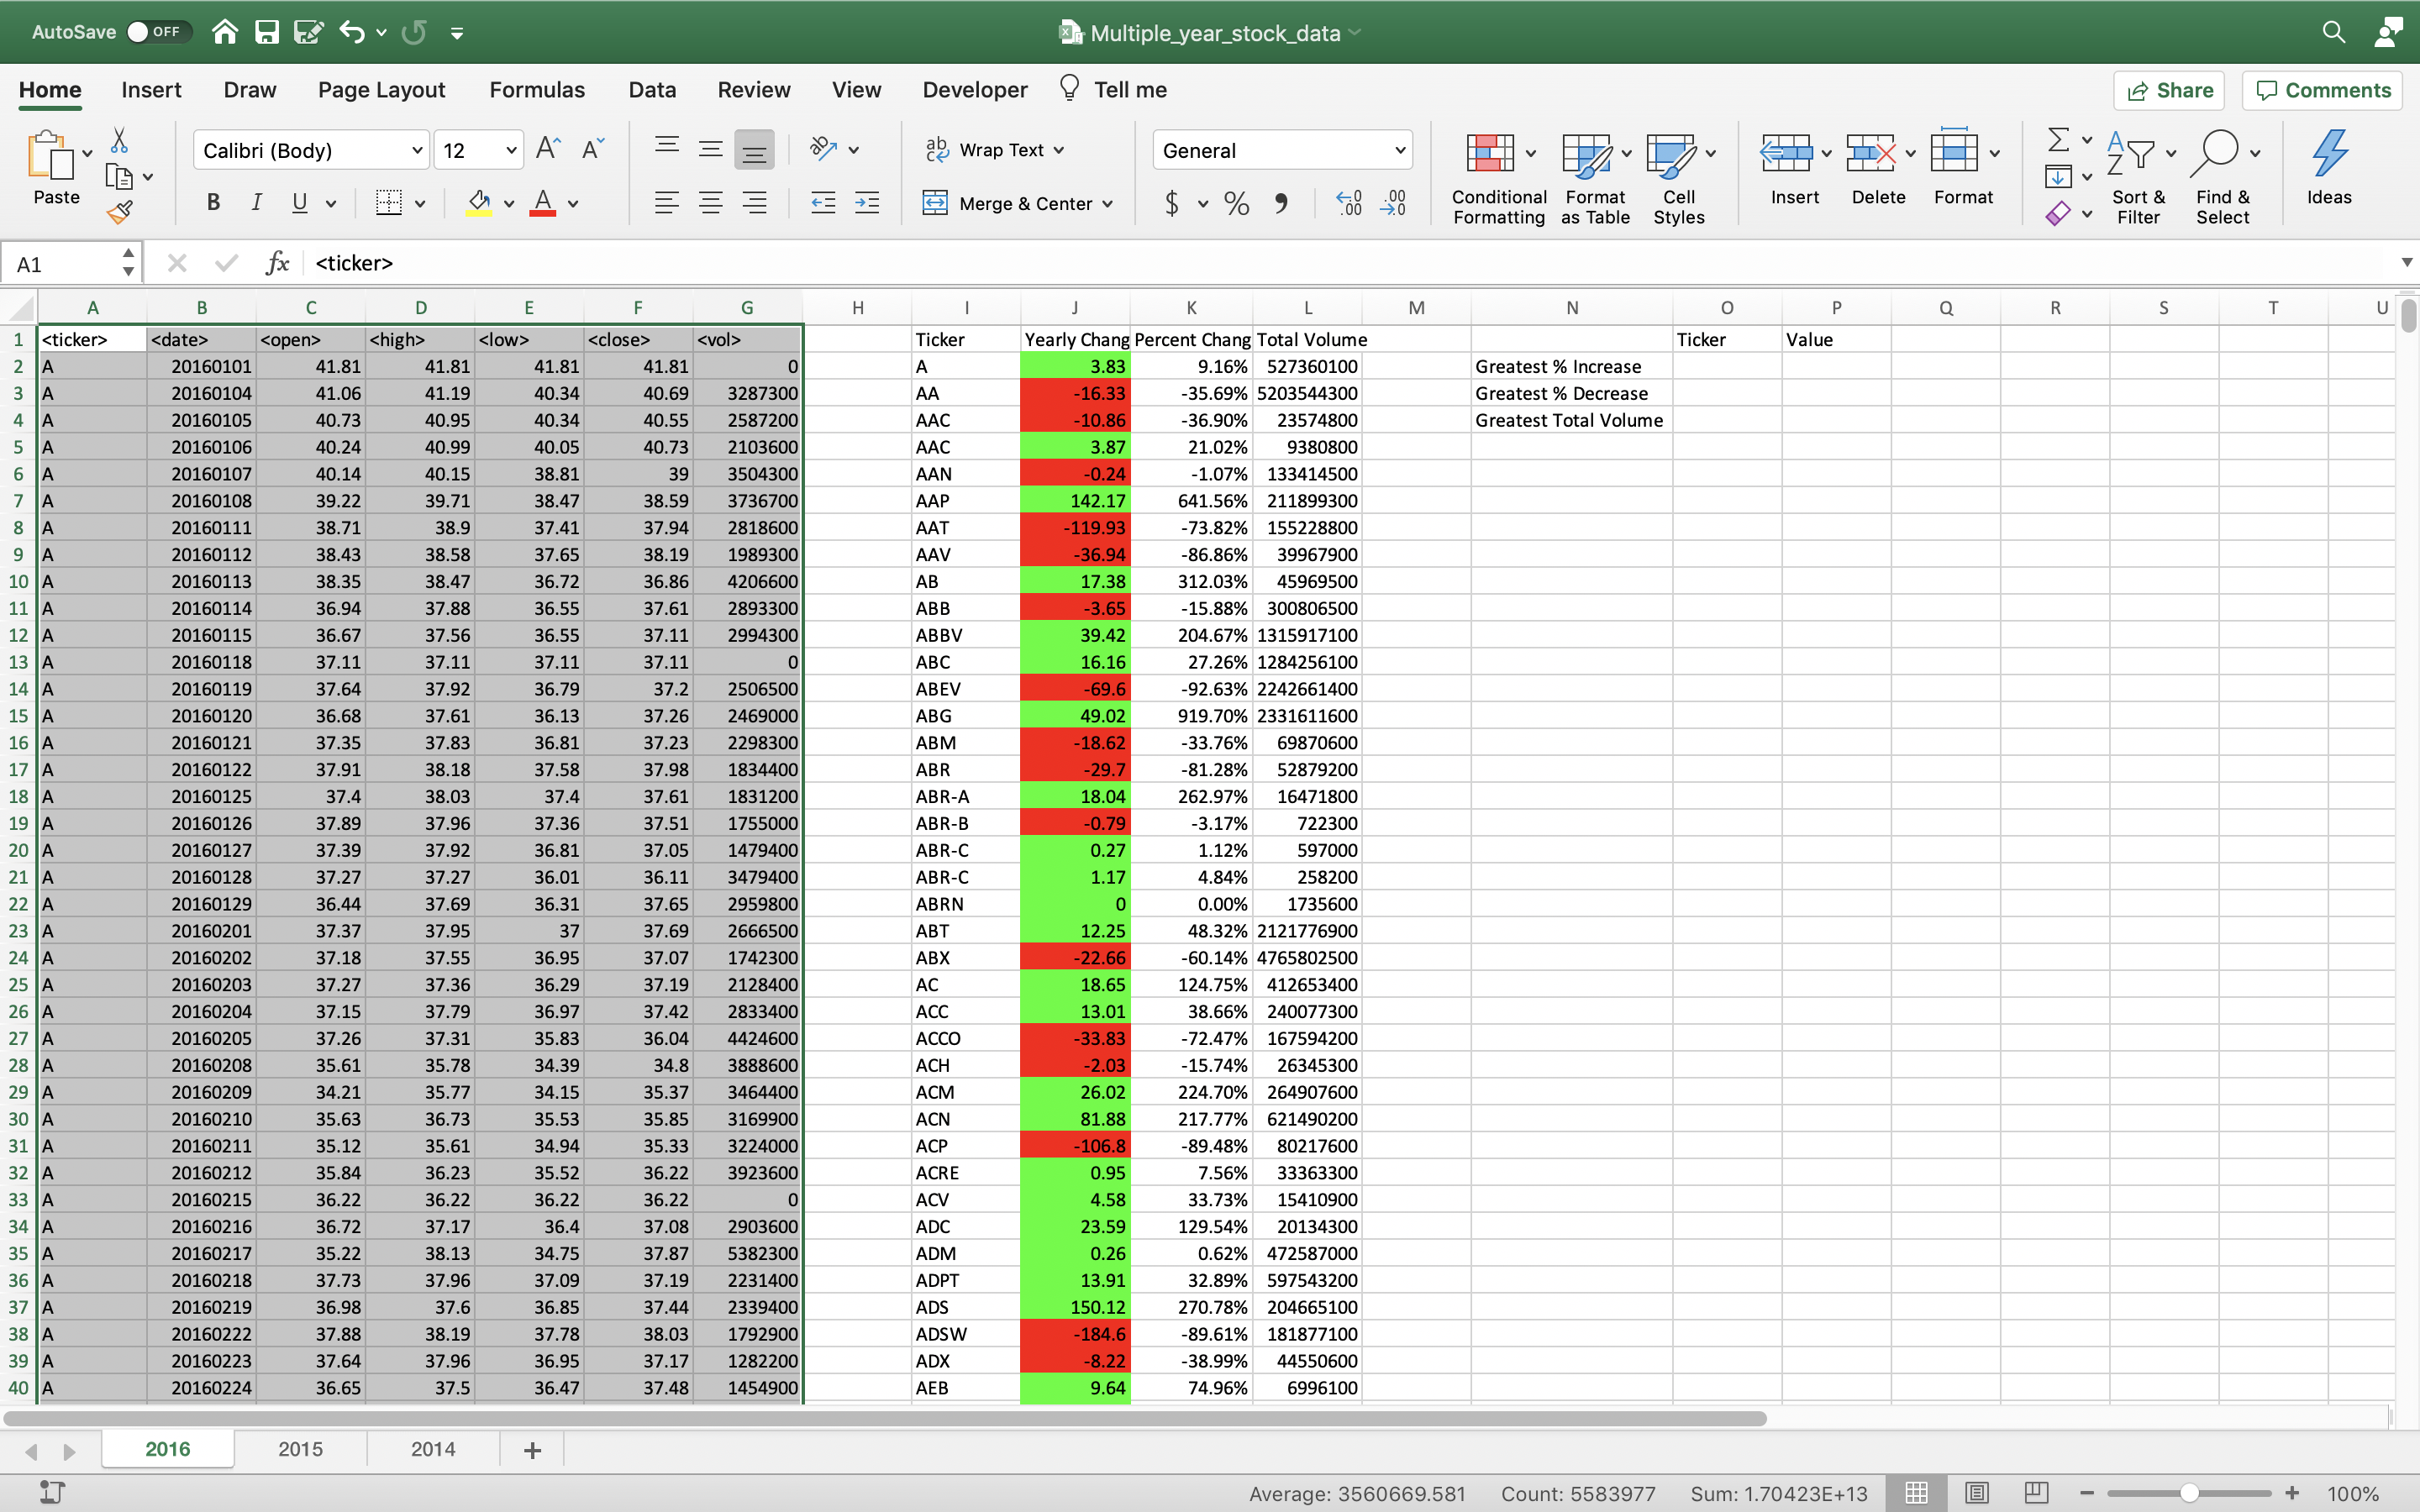 AutoSave OFF Multiple_year_stock_data
Home Insert Draw Page Layout Formulas Data Review View Developer Tell me Share Comments
Paste Calibri (Body) 12 A^ A˅ ab Wrap Text General Conditional Formatting Format as Table Cell Styles Insert Delete Format Sort & Filter Find & Select Ideas
B I U A Merge & Center $ % 9 .00 .00
A1 fx <ticker>
A B C D E F G H I J K L M N O P Q R S T U
1 <ticker> <date> <open> <high> <low> <close> <vol> Ticker Yearly Chang Percent Chang Total Volume Ticker Value
2 A 20160101 41.81 41.81 41.81 41.81 0 A 3.83 9.16% 527360100 Greatest % Increase
3 A 20160104 41.06 41.19 40.34 40.69 3287300 AA -16.33 -35.69% 5203544300 Greatest % Decrease
4 A 20160105 40.73 40.95 40.34 40.55 2587200 AAC -10.86 -36.90% 23574800 Greatest Total Volume
5 A 20160106 40.24 40.99 40.05 40.73 2103600 AAC 3.87 21.02% 9380800
6 A 20160107 40.14 40.15 38.81 39 3504300 AAN -0.24 -1.07% 133414500
7 A 20160108 39.22 39.71 38.47 38.59 3736700 AAP 142.17 641.56% 211899300
8 A 20160111 38.71 38.9 37.41 37.94 2818600 AAT -119.93 -73.82% 155228800
9 A 20160112 38.43 38.58 37.65 38.19 1989300 AAV -36.94 -86.86% 39967900
10 A 20160113 38.35 38.47 36.72 36.86 4206600 AB 17.38 312.03% 45969500
11 A 20160114 36.94 37.88 36.55 37.61 2893300 ABB -3.65 -15.88% 300806500
12 A 20160115 36.67 37.56 36.55 37.11 2994300 ABBV 39.42 204.67% 1315917100
13 A 20160118 37.11 37.11 37.11 37.11 0 ABC 16.16 27.26% 1284256100
14 A 20160119 37.64 37.92 36.79 37.2 2506500 ABEV -69.6 -92.63% 2242661400
15 A 20160120 36.68 37.61 36.13 37.26 2469000 ABG 49.02 919.70% 2331611600
16 A 20160121 37.35 37.83 36.81 37.23 2298300 ABM -18.62 -33.76% 69870600
17 A 20160122 37.91 38.18 37.58 37.98 1834400 ABR -29.7 -81.28% 52879200
18 A 20160125 37.4 38.03 37.4 37.61 1831200 ABR-A 18.04 262.97% 16471800
19 A 20160126 37.89 37.96 37.36 37.51 1755000 ABR-B -0.79 -3.17% 722300
20 A 20160127 37.39 37.92 36.81 37.05 1479400 ABR-C 0.27 1.12% 597000
21 A 20160128 37.27 37.27 36.01 36.11 3479400 ABR-C 1.17 4.84% 258200
22 A 20160129 36.44 37.69 36.31 37.65 2959800 ABRN 0 0.00% 1735600
23 A 20160201 37.37 37.95 37 37.69 2666500 ABT 12.25 48.32% 2121776900
24 A 20160202 37.18 37.55 36.95 37.07 1742300 ABX -22.66 -60.14% 4765802500
25 A 20160203 37.27 37.36 36.29 37.19 2128400 AC 18.65 124.75% 412653400
26 A 20160204 37.15 37.79 36.97 37.42 2833400 ACC 13.01 38.66% 240077300
27 A 20160205 37.26 37.31 35.83 36.04 4424600 ACCO -33.83 -72.47% 167594200
28 A 20160208 35.61 35.78 34.39 34.8 3888600 ACH -2.03 -15.74% 26345300
29 A 20160209 34.21 35.77 34.15 35.37 3464400 ACM 26.02 224.70% 264907600
30 A 20160210 35.63 36.73 35.53 35.85 3169900 ACN 81.88 217.77% 621490200
31 A 20160211 35.12 35.61 34.94 35.33 3224000 ACP -106.8 -89.48% 80217600
32 A 20160212 35.84 36.23 35.52 36.22 3923600 ACRE 0.95 7.56% 33363300
33 A 20160215 36.22 36.22 36.22 36.22 0 ACV 4.58 33.73% 15410900
34 A 20160216 36.72 37.17 36.4 37.08 2903600 ADC 23.59 129.54% 20134300
35 A 20160217 35.22 38.13 34.75 37.87 5382300 ADM 0.26 0.62% 472587000
36 A 20160218 37.73 37.96 37.09 37.19 2231400 ADPT 13.91 32.89% 597543200
37 A 20160219 36.98 37.6 36.85 37.44 2339400 ADS 150.12 270.78% 204665100
38 A 20160222 37.88 38.19 37.78 38.03 1792900 ADSW -184.6 -89.61% 181877100
39 A 20160223 37.64 37.96 36.95 37.17 1282200 ADX -8.22 -38.99% 44550600
40 A 20160224 36.65 37.5 36.47 37.48 1454900 AEB 9.64 74.96% 6996100
2016 2015 2014 +
Average: 3560669.581 Count: 5583977 Sum: 1.70423E+13 − + 100%